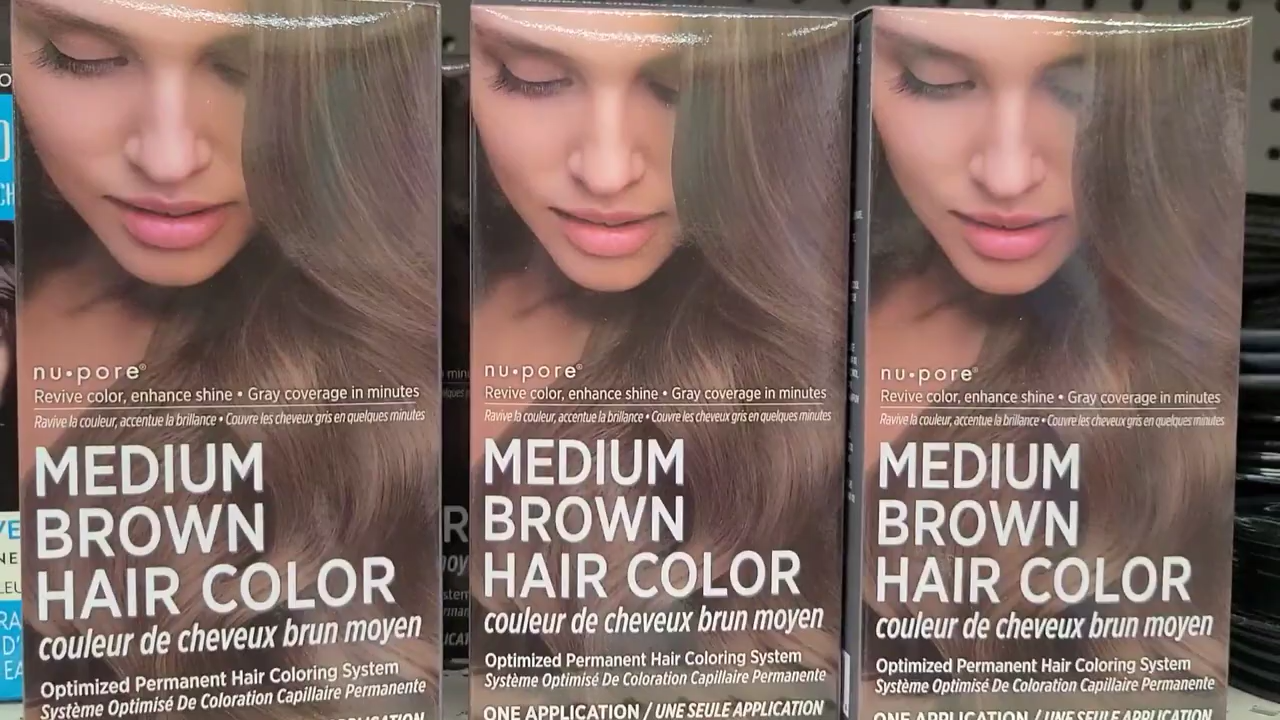 nu•pore®
Revive color, enhance shine • Gray coverage in minutes
Ravive la couleur, accentue la brillance • Couvre les cheveux gris en quelques minutes
MEDIUM
BROWN
HAIR COLOR
couleur de cheveux brun moyen
Optimized Permanent Hair Coloring System
Système Optimisé De Coloration Capillaire Permanente
APPLICATION
nu•pore®
Revive color, enhance shine • Gray coverage in minutes
Ravive la couleur, accentue la brillance • Couvre les cheveux gris en quelques minutes
MEDIUM
BROWN
HAIR COLOR
couleur de cheveux brun moyen
Optimized Permanent Hair Coloring System
Système Optimisé De Coloration Capillaire Permanente
ONE APPLICATION / UNE SEULE APPLICATION
nu•pore®
Revive color, enhance shine • Gray coverage in minutes
Ravive la couleur, accentue la brillance • Couvre les cheveux gris en quelques minutes
MEDIUM
BROWN
HAIR COLOR
couleur de cheveux brun moyen
Optimized Permanent Hair Coloring System
Système Optimisé De Coloration Capillaire Permanente
ONE APPLICATION / UNE SEULE APPLICATION